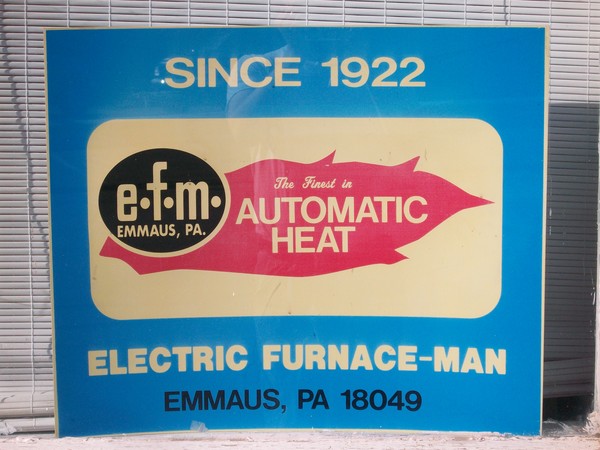 SINCE 1922
e·f·m·
EMMAUS, PA.
The Finest in
AUTOMATIC
HEAT
ELECTRIC FURNACE-MAN
EMMAUS, PA 18049